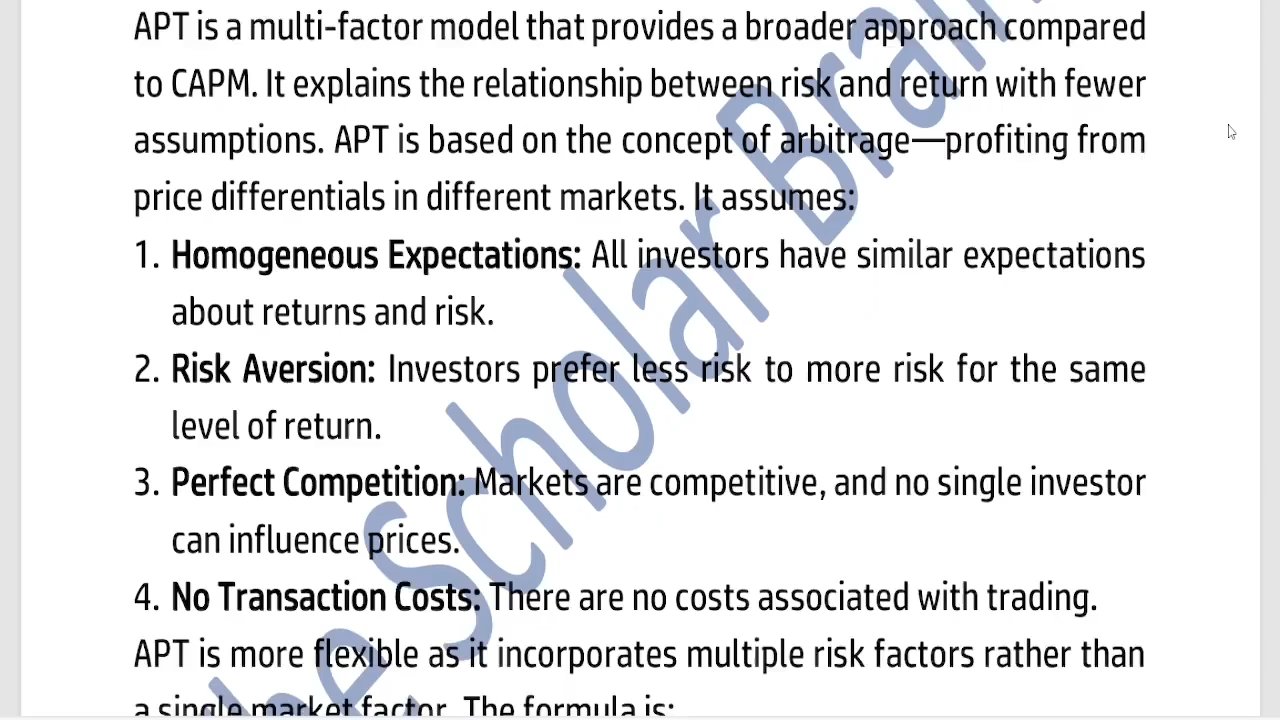 APT is a multi-factor model that provides a broader approach compared
to CAPM. It explains the relationship between risk and return with fewer
assumptions. APT is based on the concept of arbitrage—profiting from
price differentials in different markets. It assumes:
1. Homogeneous Expectations: All investors have similar expectations
about returns and risk.
2. Risk Aversion: Investors prefer less risk to more risk for the same
level of return.
3. Perfect Competition: Markets are competitive, and no single investor
can influence prices.
4. No Transaction Costs: There are no costs associated with trading.
APT is more flexible as it incorporates multiple risk factors rather than
a single market factor. The formula is:
he Scholar Brain